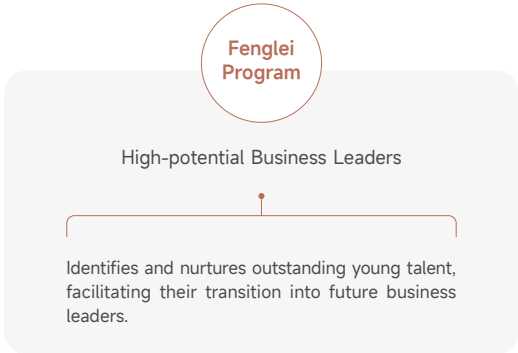 Fenglei
Program
High-potential Business Leaders
Identifies and nurtures outstanding young talent,
facilitating their transition into future business
leaders.